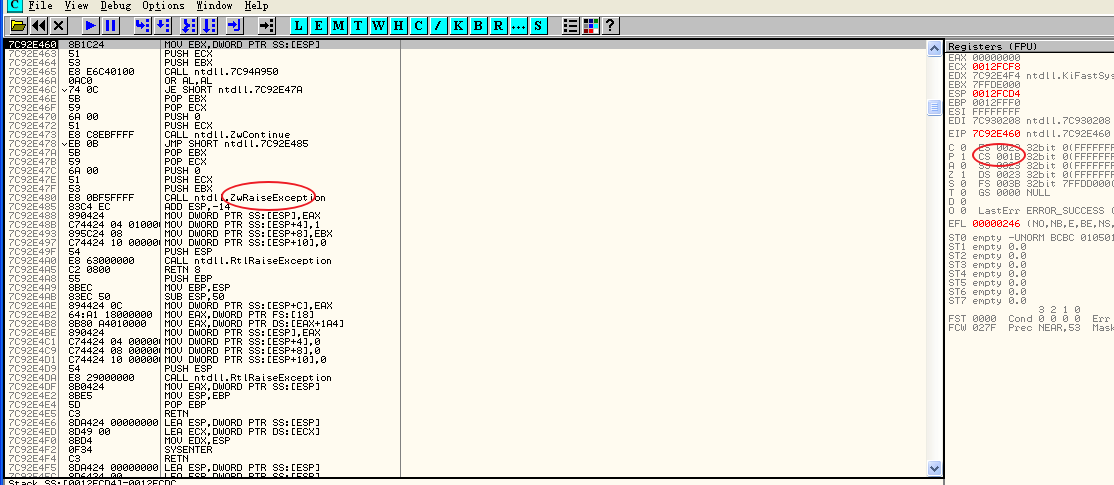 C File View Debug Options Window Help
L E M T W H C / K B R ... S ?
7C92E460 8B1C24 MOV EBX,DWORD PTR SS:[ESP]
7C92E463 51 PUSH ECX
7C92E464 53 PUSH EBX
7C92E465 E8 E6C40100 CALL ntdll.7C94A950
7C92E46A 0AC0 OR AL,AL
7C92E46C 74 0C JE SHORT ntdll.7C92E47A
7C92E46E 5B POP EBX
7C92E46F 59 POP ECX
7C92E470 6A 00 PUSH 0
7C92E472 51 PUSH ECX
7C92E473 E8 C8EBFFFF CALL ntdll.ZwContinue
7C92E478 EB 0B JMP SHORT ntdll.7C92E485
7C92E47A 5B POP EBX
7C92E47B 59 POP ECX
7C92E47C 6A 00 PUSH 0
7C92E47E 51 PUSH ECX
7C92E47F 53 PUSH EBX
7C92E480 E8 0BF5FFFF CALL ntdll.ZwRaiseException
7C92E485 83C4 EC ADD ESP,-14
7C92E488 890424 MOV DWORD PTR SS:[ESP],EAX
7C92E48B C74424 04 010000 MOV DWORD PTR SS:[ESP+4],1
7C92E493 895C24 08 MOV DWORD PTR SS:[ESP+8],EBX
7C92E497 C74424 10 000000 MOV DWORD PTR SS:[ESP+10],0
7C92E49F 54 PUSH ESP
7C92E4A0 E8 63000000 CALL ntdll.RtlRaiseException
7C92E4A5 C2 0800 RETN 8
7C92E4A8 55 PUSH EBP
7C92E4A9 8BEC MOV EBP,ESP
7C92E4AB 83EC 50 SUB ESP,50
7C92E4AE 894424 0C MOV DWORD PTR SS:[ESP+C],EAX
7C92E4B2 64:A1 18000000 MOV EAX,DWORD PTR FS:[18]
7C92E4B8 8B80 A4010000 MOV EAX,DWORD PTR DS:[EAX+1A4]
7C92E4BE 890424 MOV DWORD PTR SS:[ESP],EAX
7C92E4C1 C74424 04 000000 MOV DWORD PTR SS:[ESP+4],0
7C92E4C9 C74424 08 000000 MOV DWORD PTR SS:[ESP+8],0
7C92E4D1 C74424 10 000000 MOV DWORD PTR SS:[ESP+10],0
7C92E4D9 54 PUSH ESP
7C92E4DA E8 29000000 CALL ntdll.RtlRaiseException
7C92E4DF 8B0424 MOV EAX,DWORD PTR SS:[ESP]
7C92E4E2 8BE5 MOV ESP,EBP
7C92E4E4 5D POP EBP
7C92E4E5 C3 RETN
7C92E4E6 8DA424 00000000 LEA ESP,DWORD PTR SS:[ESP]
7C92E4ED 8D49 00 LEA ECX,DWORD PTR DS:[ECX]
7C92E4F0 8BD4 MOV EDX,ESP
7C92E4F2 0F34 SYSENTER
7C92E4F4 C3 RETN
7C92E4F5 8DA424 00000000 LEA ESP,DWORD PTR SS:[ESP]
Stack SS:[0012FCD4]=0012FCDC
Registers (FPU)
EAX 00000000
ECX 0012FCF8
EDX 7C92E4F4 ntdll.KiFastSys
EBX 7FFDE000
ESP 0012FCD4
EBP 0012FFF0
ESI FFFFFFFF
EDI 7C930208 ntdll.7C930208
EIP 7C92E460 ntdll.7C92E460
C 0 ES 0023 32bit 0(FFFFFFF
P 1 CS 001B 32bit 0(FFFFFFF
A 0 SS 0023 32bit 0(FFFFFFF
Z 1 DS 0023 32bit 0(FFFFFFF
S 0 FS 003B 32bit 7FFDD000(
T 0 GS 0000 NULL
D 0
O 0 LastErr ERROR_SUCCESS (
EFL 00000246 (NO,NB,E,BE,NS,
ST0 empty -UNORM BCBC 010501
ST1 empty 0.0
ST2 empty 0.0
ST3 empty 0.0
ST4 empty 0.0
ST5 empty 0.0
ST6 empty 0.0
ST7 empty 0.0
3 2 1 0
FST 0000 Cond 0 0 0 0 Err
FCW 027F Prec NEAR,53 Mask